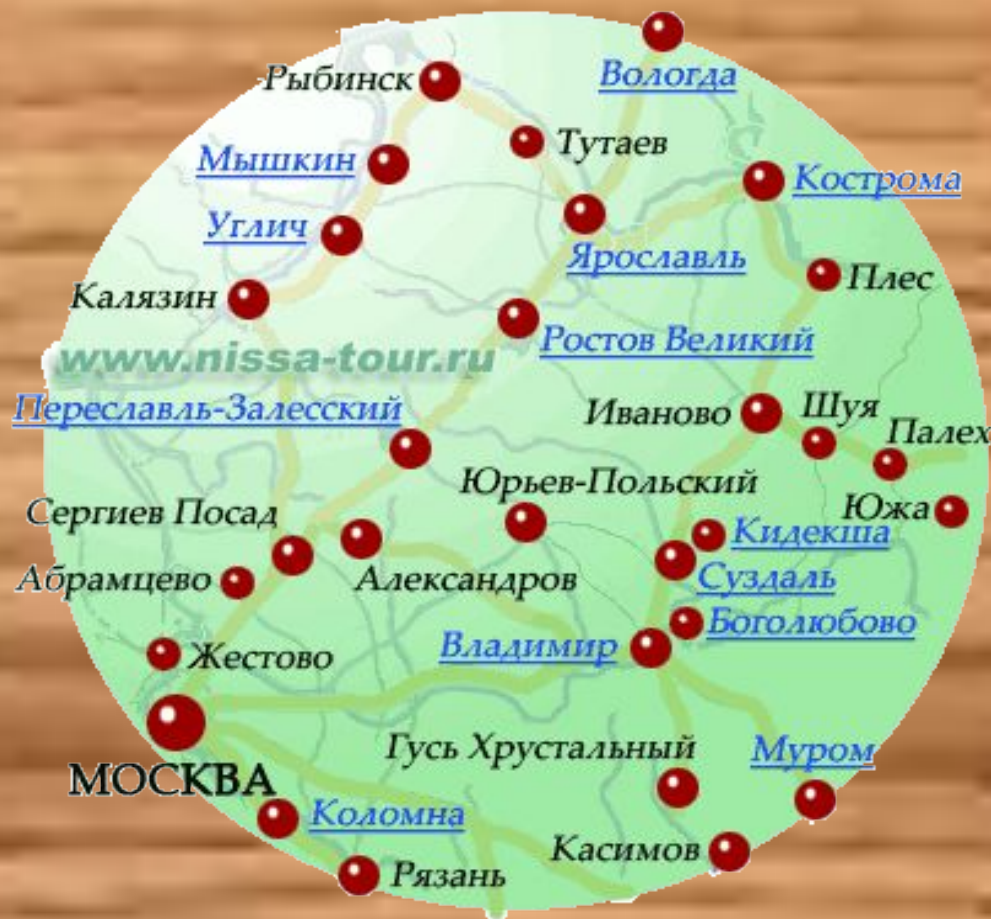 Вологда
Рыбинск
Тутаев
Мышкин
Кострома
Углич
Ярославль
Плес
Калязин
Ростов Великий
www.nissa-tour.ru
Переславль-Залесский
Иваново
Шуя
Палех
Юрьев-Польский
Сергиев Посад
Южа
Кидекша
Абрамцево
Александров
Суздаль
Боголюбово
Владимир
Жестово
Гусь Хрустальный
Муром
МОСКВА
Коломна
Касимов
Рязань